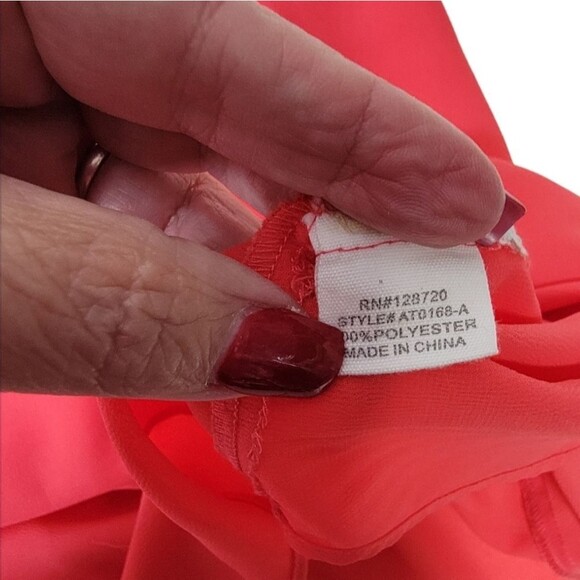 RN#128720
STYLE# AT0168-A
00%POLYESTER
MADE IN CHINA